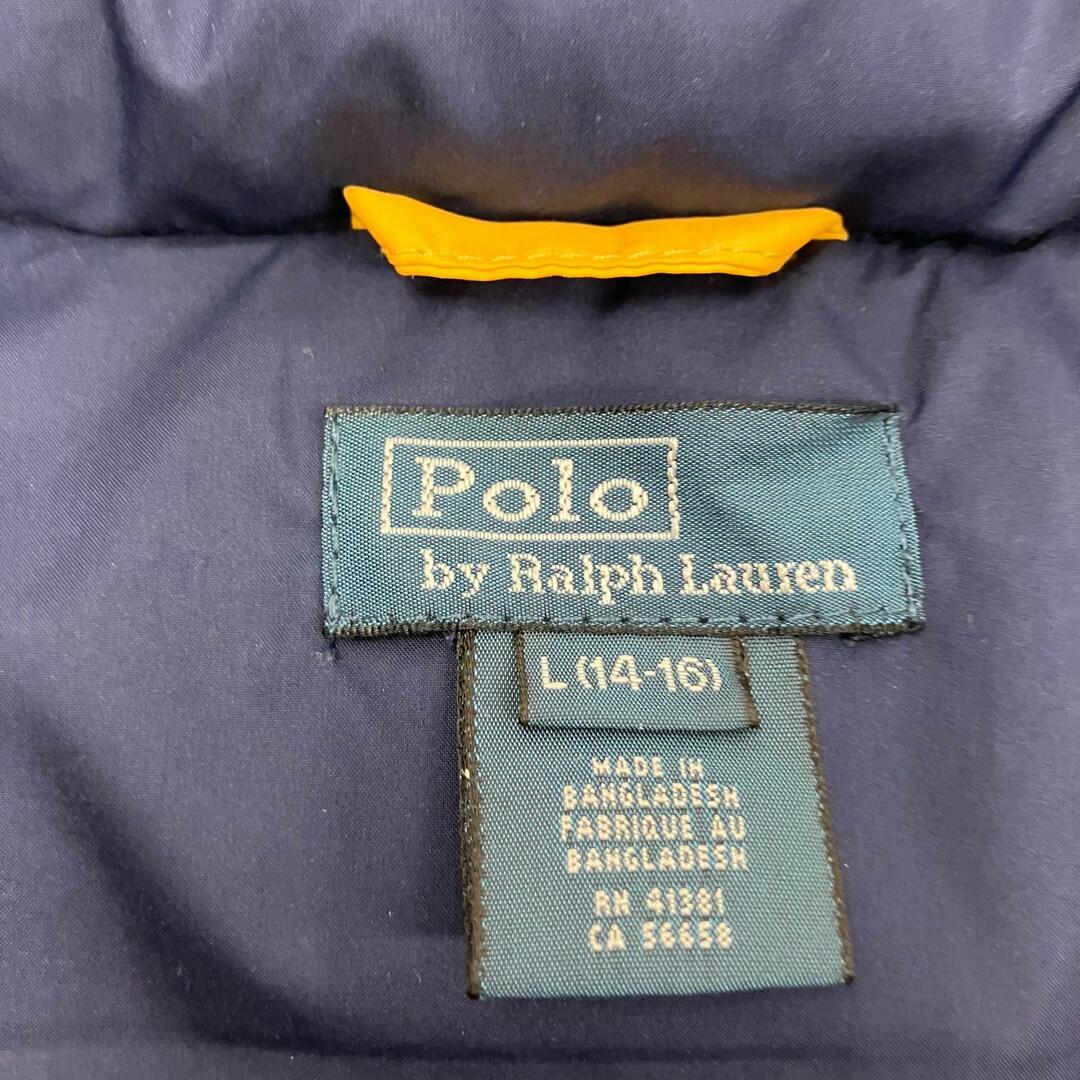 Polo
by Ralph Lauren
L (14-16)
MADE IN
BANGLADESH
FABRIQUE AU
BANGLADESH
RN 41381
CA 56658